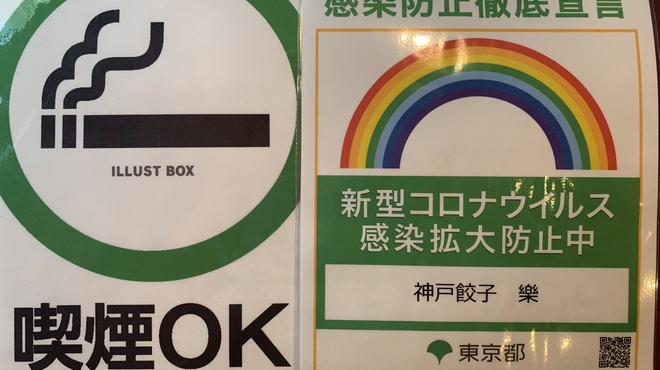 ILLUST BOX
喫煙OK
感染防止徹底宣言
新型コロナウイルス
感染拡大防止中
神戸餃子 樂
東京都